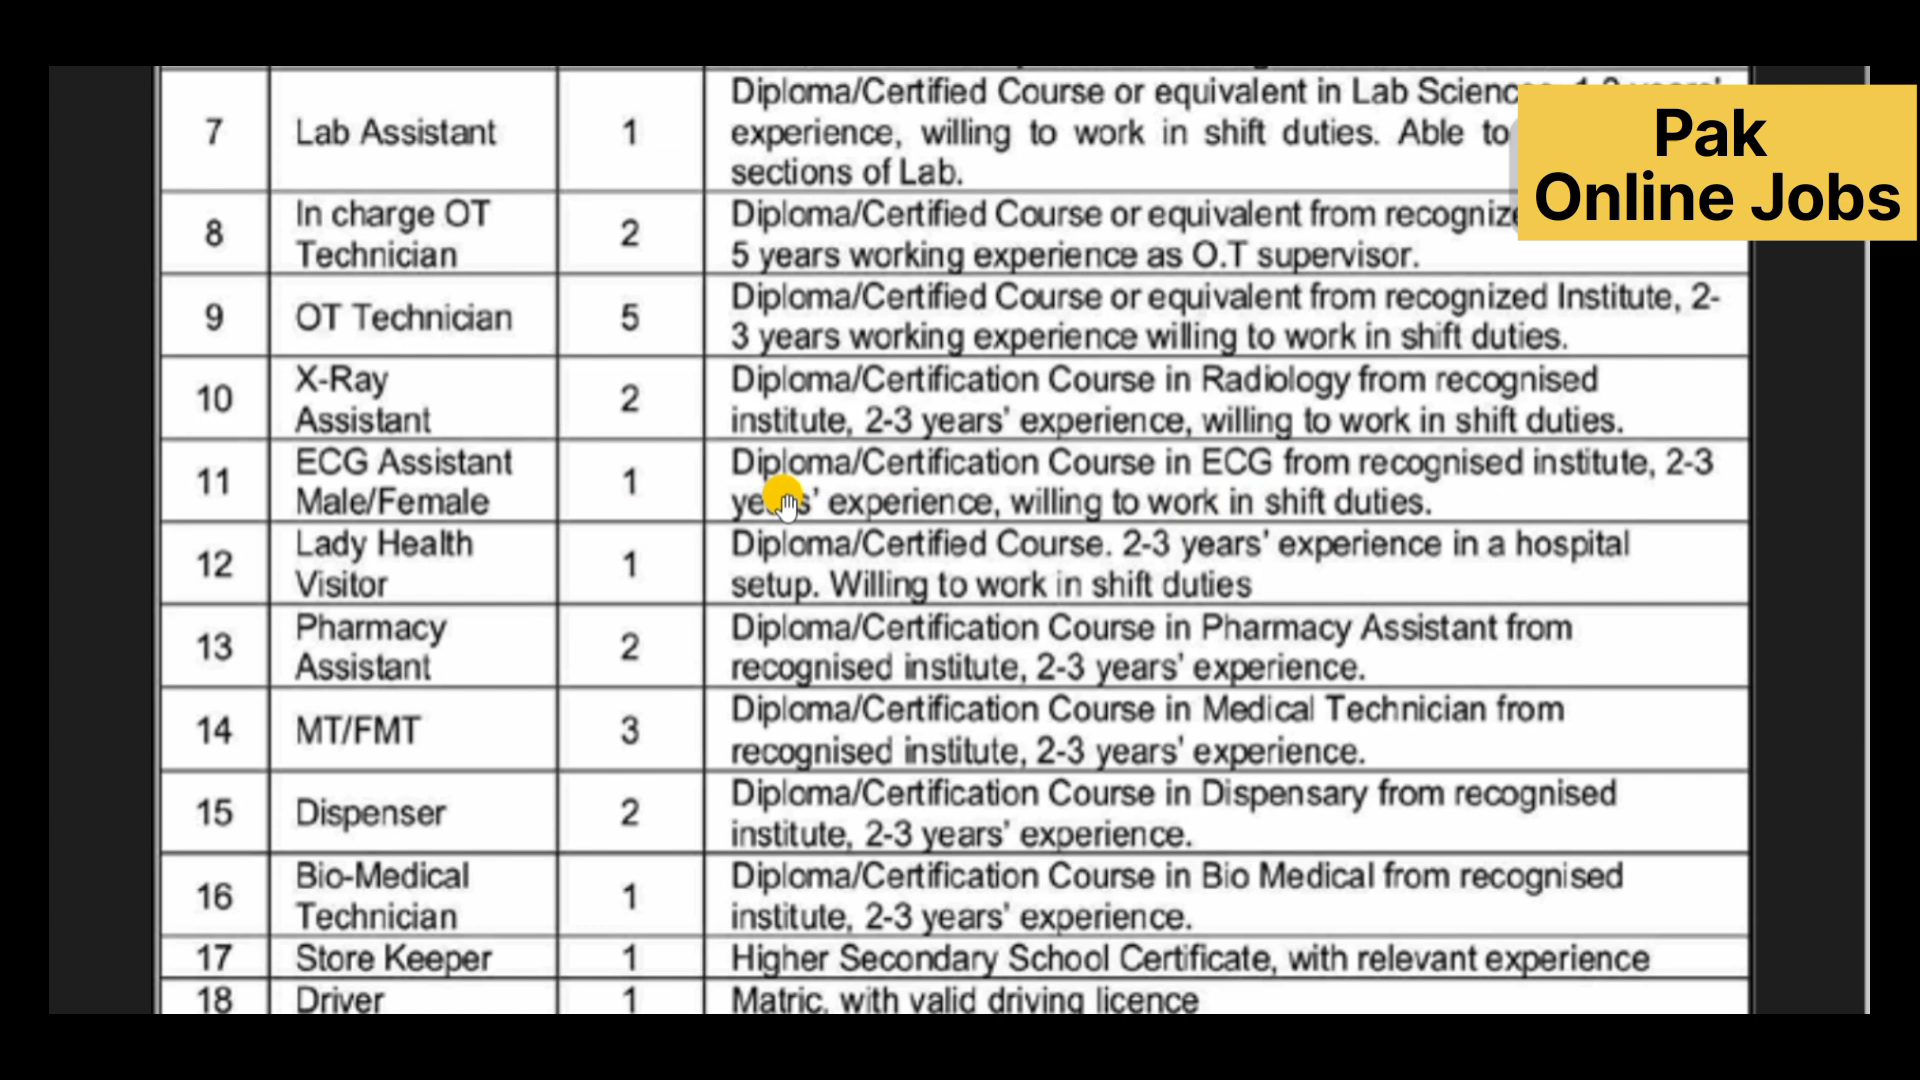 7 Lab Assistant 1 Diploma/Certified Course or equivalent in Lab
experience, willing to work in shift duties. Able to
sections of Lab.
8 In charge OT Technician 2 Diploma/Certified Course or equivalent from
5 years working experience as O.T supervisor.
9 OT Technician 5 Diploma/Certified Course or equivalent from recognized Institute, 2-
3 years working experience willing to work in shift duties.
10 X-Ray Assistant 2 Diploma/Certification Course in Radiology from recognised
institute, 2-3 years' experience, willing to work in shift duties.
11 ECG Assistant Male/Female 1 Diploma/Certification Course in ECG from recognised institute, 2-3
years' experience, willing to work in shift duties.
12 Lady Health Visitor 1 Diploma/Certified Course. 2-3 years' experience in a hospital
setup. Willing to work in shift duties
13 Pharmacy Assistant 2 Diploma/Certification Course in Pharmacy Assistant from
recognised institute, 2-3 years' experience.
14 MT/FMT 3 Diploma/Certification Course in Medical Technician from
recognised institute, 2-3 years' experience.
15 Dispenser 2 Diploma/Certification Course in Dispensary from recognised
institute, 2-3 years' experience.
16 Bio-Medical Technician 1 Diploma/Certification Course in Bio Medical from recognised
institute, 2-3 years' experience.
17 Store Keeper 1 Higher Secondary School Certificate, with relevant experience
18 Driver 1 Matric, with valid driving licence
Pak
Online Jobs